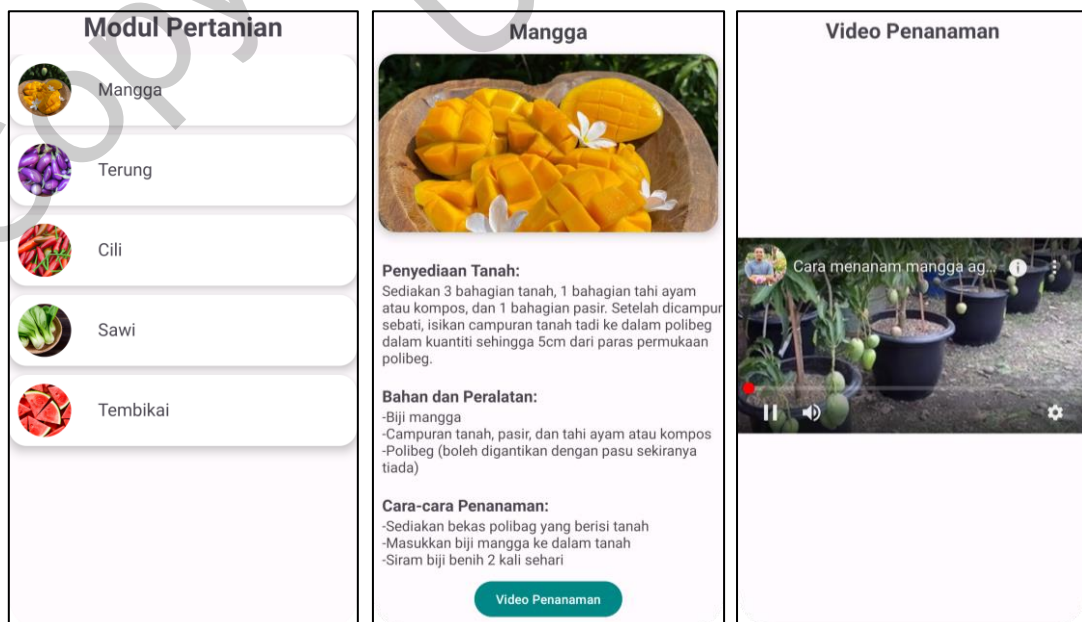 Modul Pertanian
Mangga
Terung
Cili
Sawi
Tembikai
Mangga
Penyediaan Tanah:
Sediakan 3 bahagian tanah, 1 bahagian tahi ayam
atau kompos, dan 1 bahagian pasir. Setelah dicampur
sebati, isikan campuran tanah tadi ke dalam polibeg
dalam kuantiti sehingga 5cm dari paras permukaan
polibeg.
Bahan dan Peralatan:
-Biji mangga
-Campuran tanah, pasir, dan tahi ayam atau kompos
-Polibeg (boleh digantikan dengan pasu sekiranya
tiada)
Cara-cara Penanaman:
-Sediakan bekas polibag yang berisi tanah
-Masukkan biji mangga ke dalam tanah
-Siram biji benih 2 kali sehari
Video Penanaman
Video Penanaman
Cara menanam mangga ag...